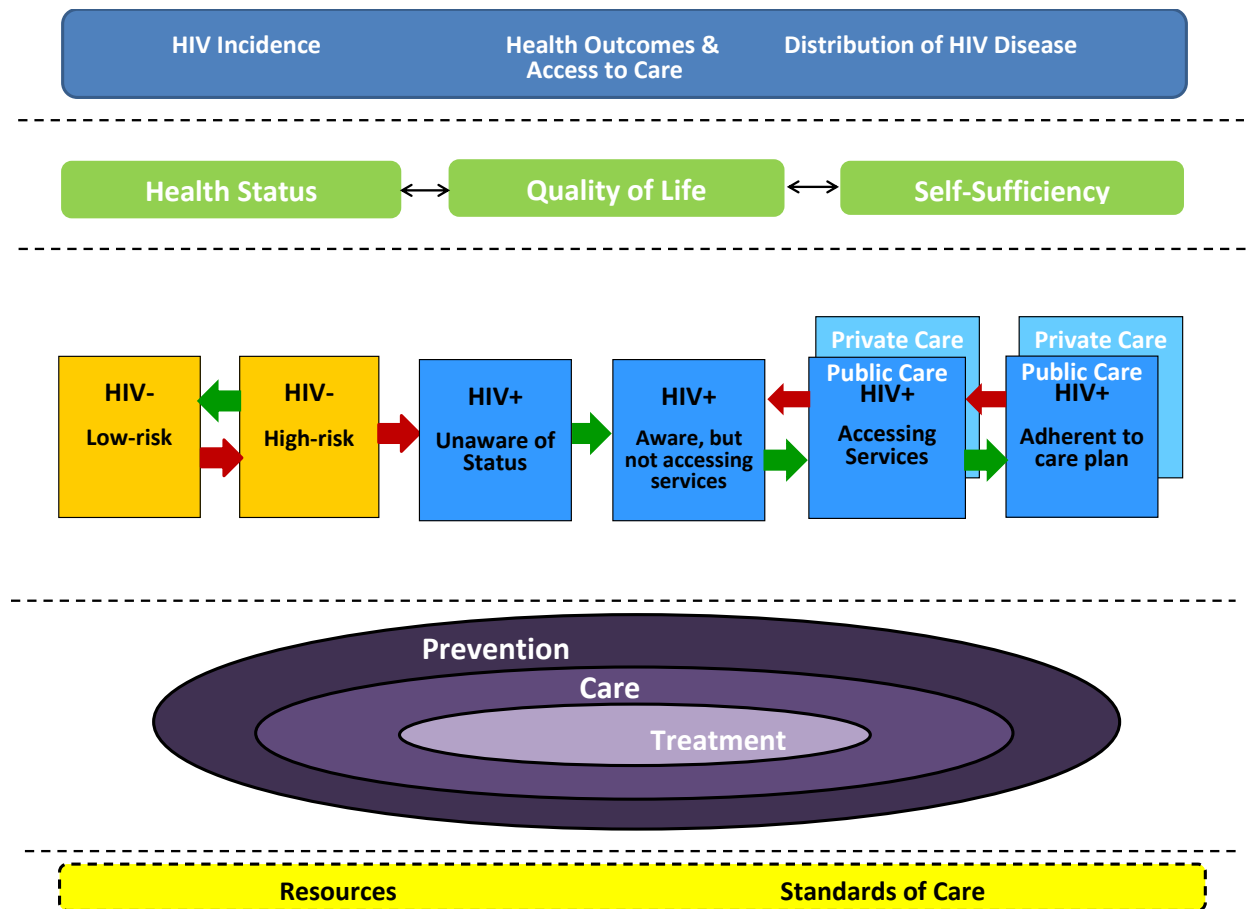 HIV Incidence
Health Outcomes &
Access to Care
Distribution of HIV Disease
Health Status
Quality of Life
Self-Sufficiency
HIV-
Low-risk
HIV-
High-risk
HIV+
Unaware of
Status
HIV+
Aware, but
not accessing
services
Private Care
Public Care
HIV+
Accessing
Services
Private Care
Public Care
HIV+
Adherent to
care plan
Prevention
Care
Treatment
Resources
Standards of Care